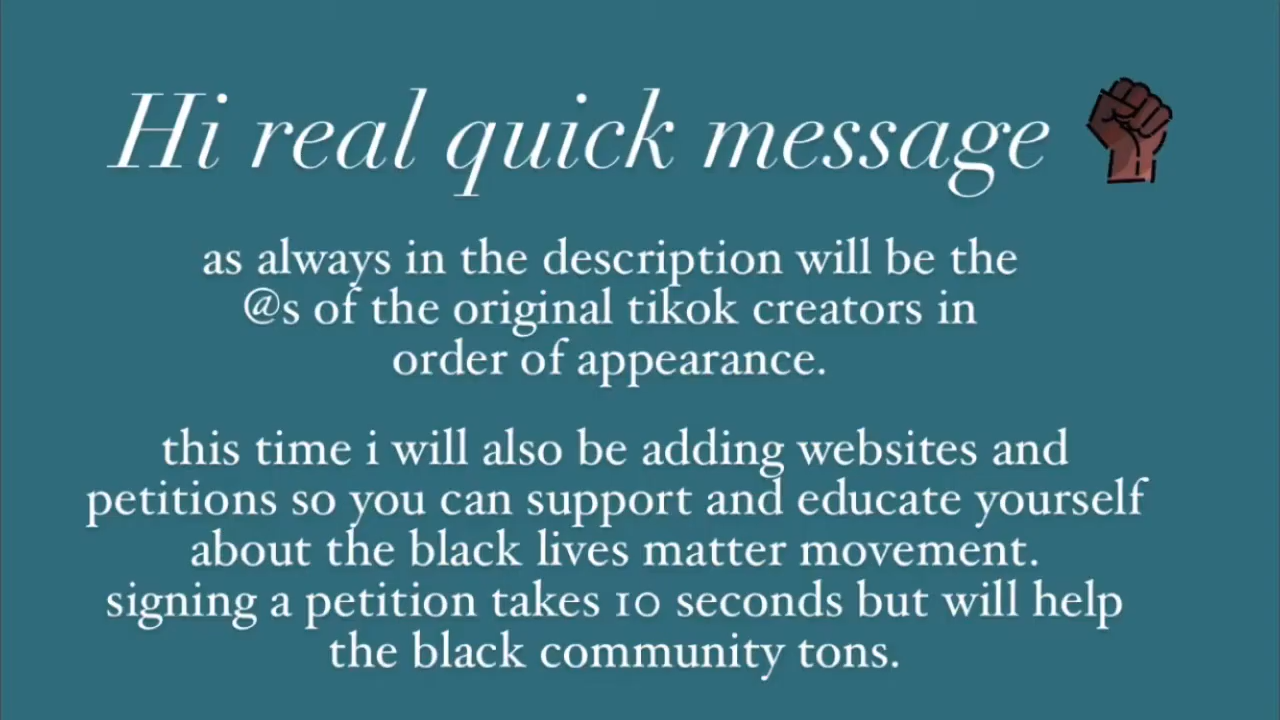 Hi real quick message
as always in the description will be the
@s of the original tikok creators in
order of appearance.
this time i will also be adding websites and
petitions so you can support and educate yourself
about the black lives matter movement.
signing a petition takes 10 seconds but will help
the black community tons.